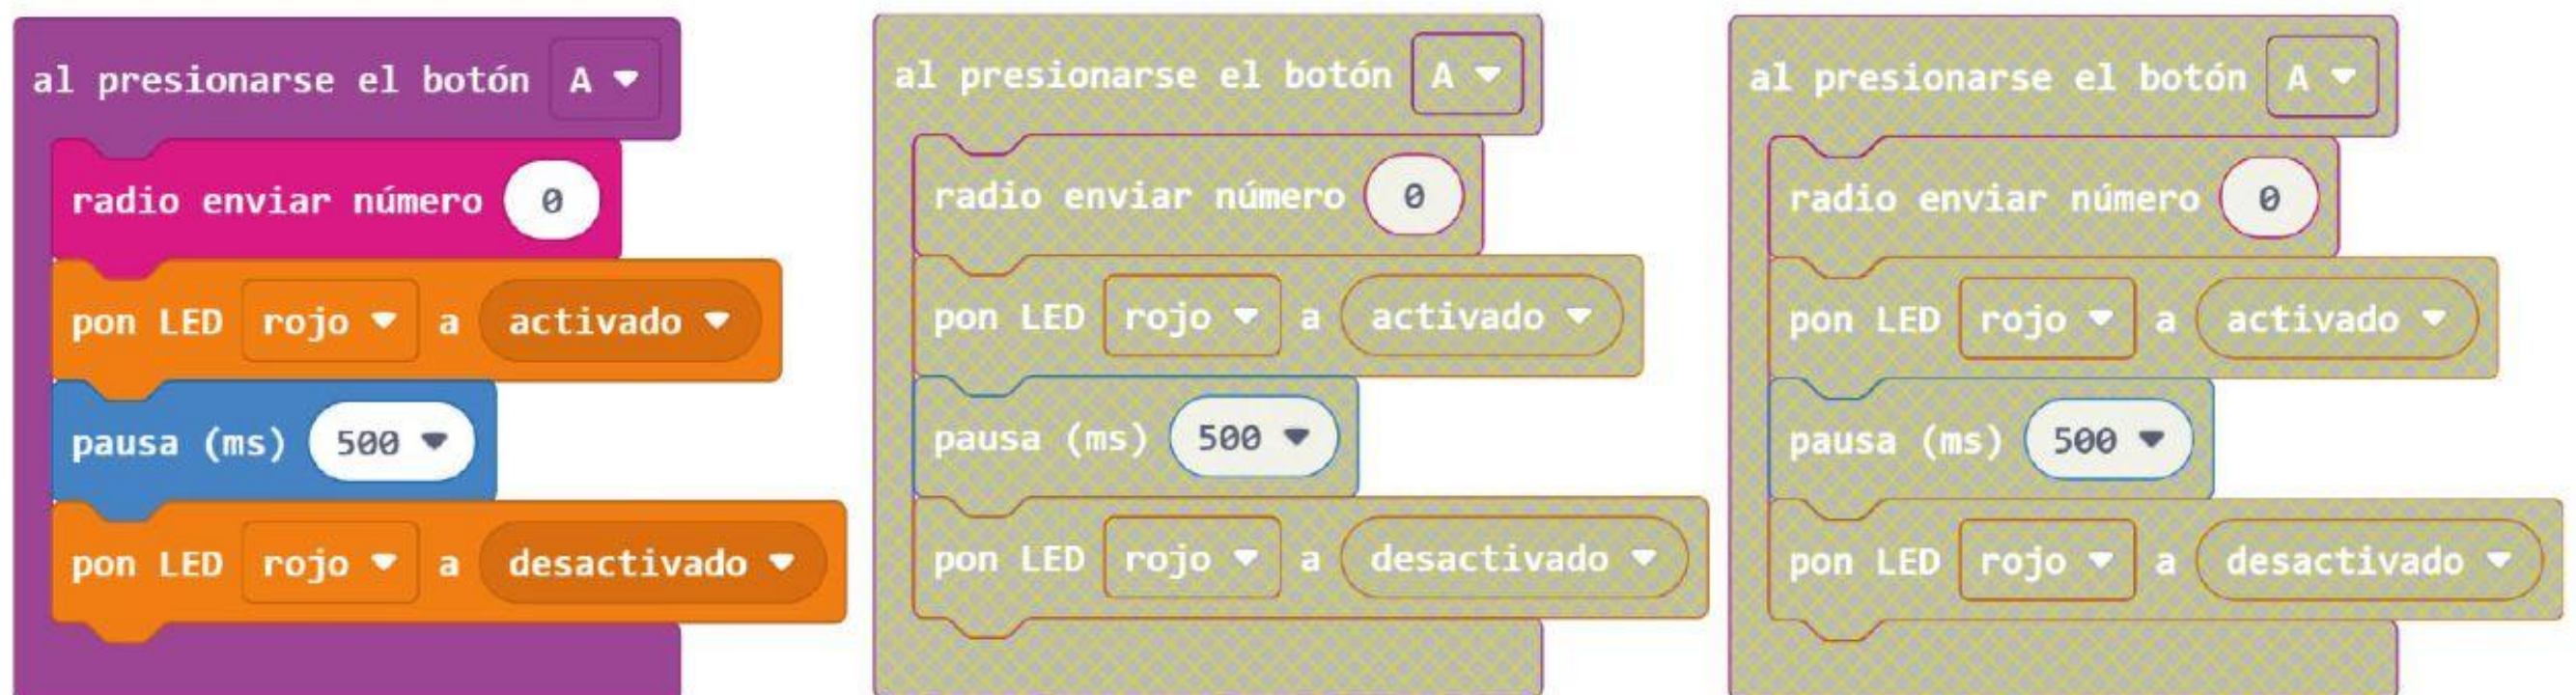 al presionarse el botón A
radio enviar número 0
pon LED rojo a activado
pausa (ms) 500
pon LED rojo a desactivado
al presionarse el botón A
radio enviar número 0
pon LED rojo a activado
pausa (ms) 500
pon LED rojo a desactivado
al presionarse el botón A
radio enviar número 0
pon LED rojo a activado
pausa (ms) 500
pon LED rojo a desactivado